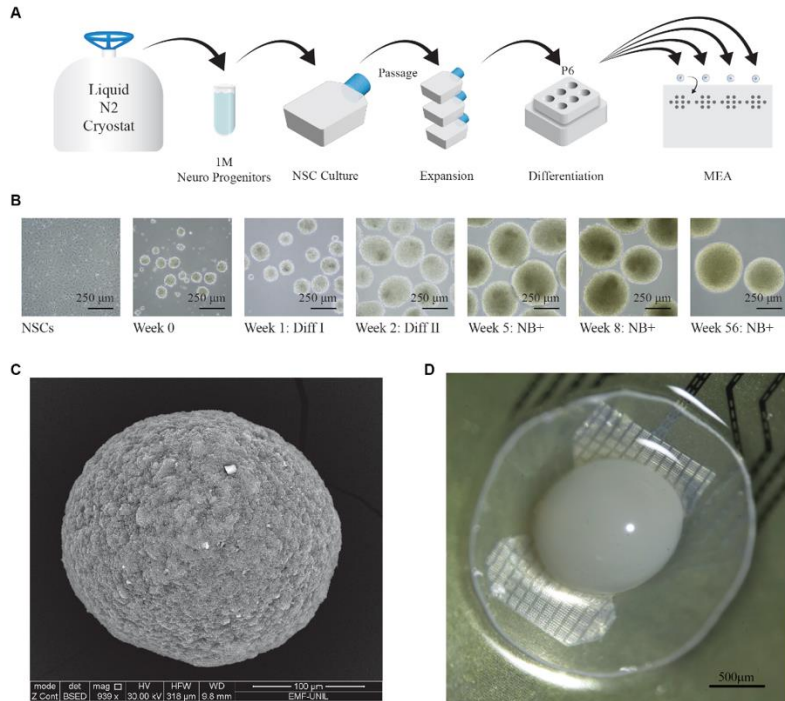 A
Liquid
N2
Cryostat
1M
Neuro Progenitors
NSC Culture
Passage
Expansion
P6
Differentiation
MEA
B
250 µm
250 µm
250 µm
250 µm
250 µm
250 µm
250 µm
NSCs
Week 0
Week 1: Diff I
Week 2: Diff II
Week 5: NB+
Week 8: NB+
Week 56: NB+
C
mode det mag HV HFW WD 100µm
Z Cont BSED 939 x 30.00 kV 318 µm 9.8 mm EMF-UNIL
D
500µm